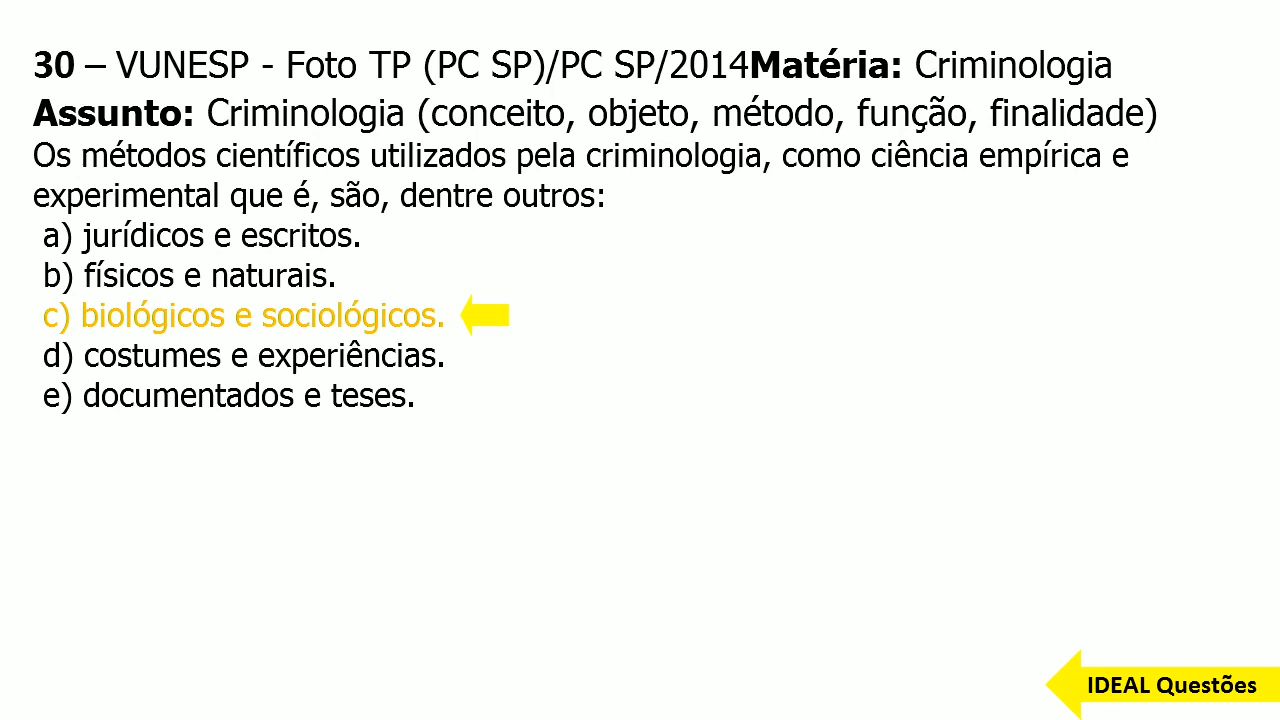 30 – VUNESP - Foto TP (PC SP)/PC SP/2014Matéria: Criminologia
Assunto: Criminologia (conceito, objeto, método, função, finalidade)
Os métodos científicos utilizados pela criminologia, como ciência empírica e
experimental que é, são, dentre outros:
a) jurídicos e escritos.
b) físicos e naturais.
c) biológicos e sociológicos.
d) costumes e experiências.
e) documentados e teses.
IDEAL Questões